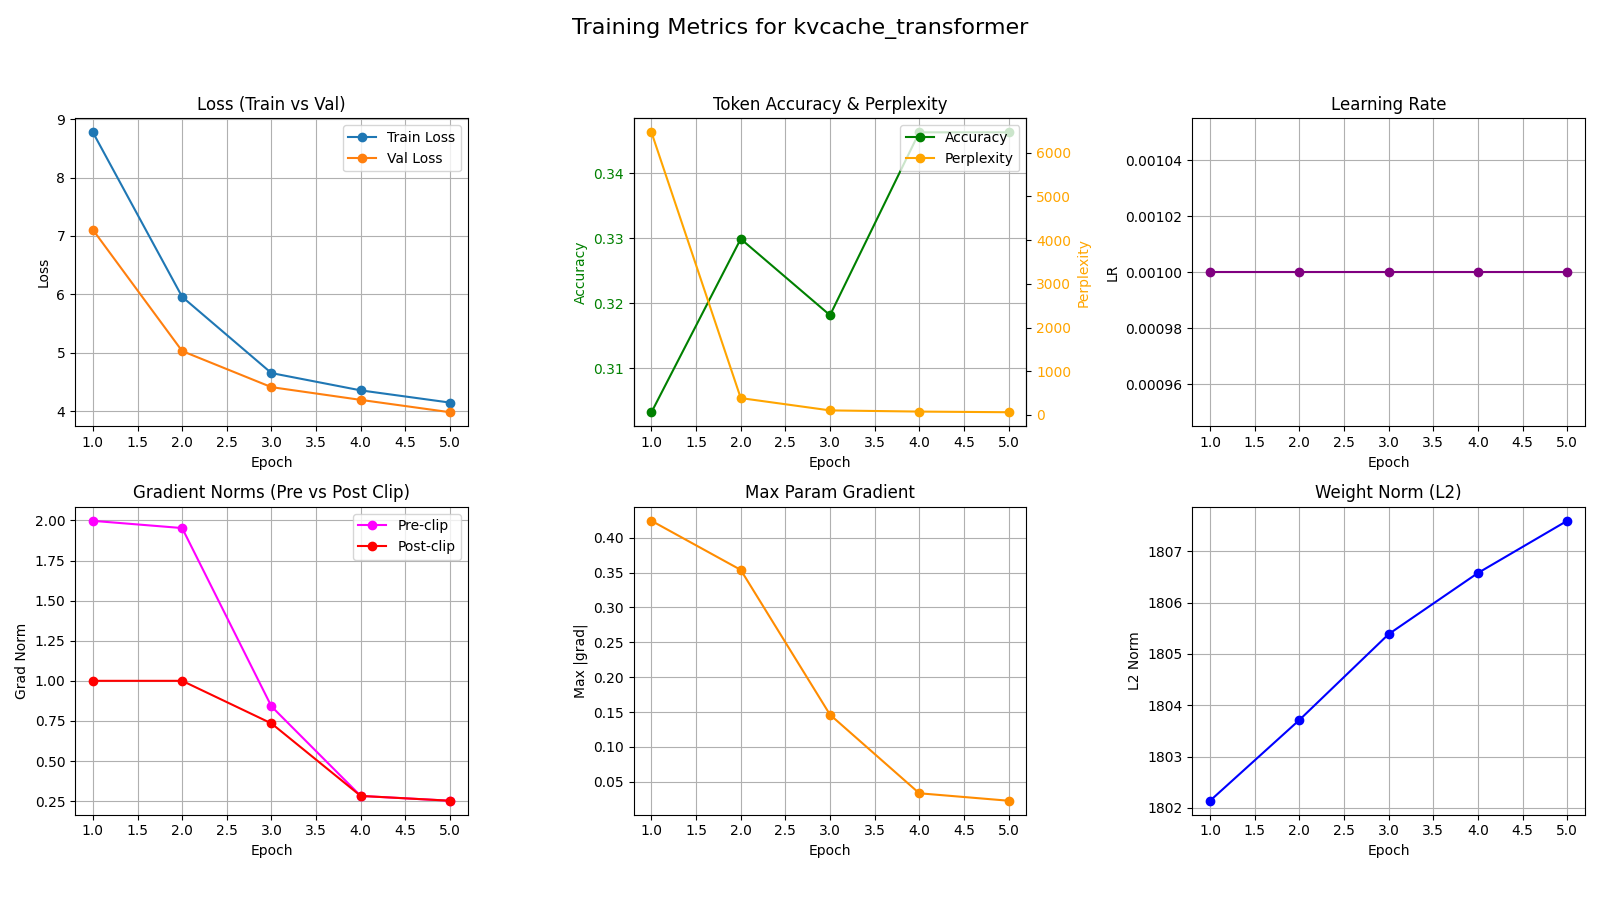 Training Metrics for kvcache_transformer
Loss (Train vs Val)
Loss
9
8
7
6
5
4
Train Loss
Val Loss
1.0 1.5 2.0 2.5 3.0 3.5 4.0 4.5 5.0
Epoch
Token Accuracy & Perplexity
Accuracy
0.34
0.33
0.32
0.31
Accuracy
Perplexity
6000
5000
4000
3000
2000
1000
0
Perplexity
1.0 1.5 2.0 2.5 3.0 3.5 4.0 4.5 5.0
Epoch
Learning Rate
LR
0.00104
0.00102
0.00100
0.00098
0.00096
1.0 1.5 2.0 2.5 3.0 3.5 4.0 4.5 5.0
Epoch
Gradient Norms (Pre vs Post Clip)
Grad Norm
2.00
1.75
1.50
1.25
1.00
0.75
0.50
0.25
Pre-clip
Post-clip
1.0 1.5 2.0 2.5 3.0 3.5 4.0 4.5 5.0
Epoch
Max Param Gradient
Max |grad|
0.40
0.35
0.30
0.25
0.20
0.15
0.10
0.05
1.0 1.5 2.0 2.5 3.0 3.5 4.0 4.5 5.0
Epoch
Weight Norm (L2)
L2 Norm
1807
1806
1805
1804
1803
1802
1.0 1.5 2.0 2.5 3.0 3.5 4.0 4.5 5.0
Epoch